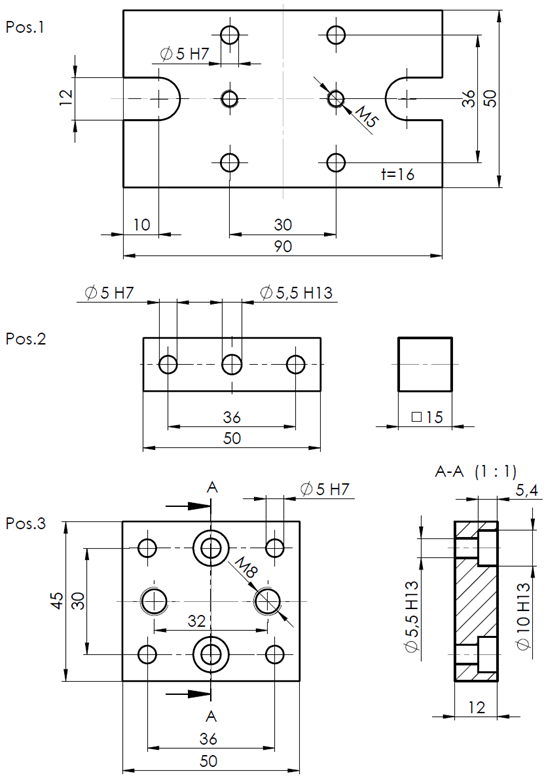 Pos.1
∅5 H7
12
M5
36
50
t=16
10
30
90
∅5 H7
∅5,5 H13
Pos.2
36
50
□15
A-A (1 : 1)
A
∅5 H7
5,4
Pos.3
M8
45
30
32
∅5,5 H13
∅10 H13
A
12
36
50